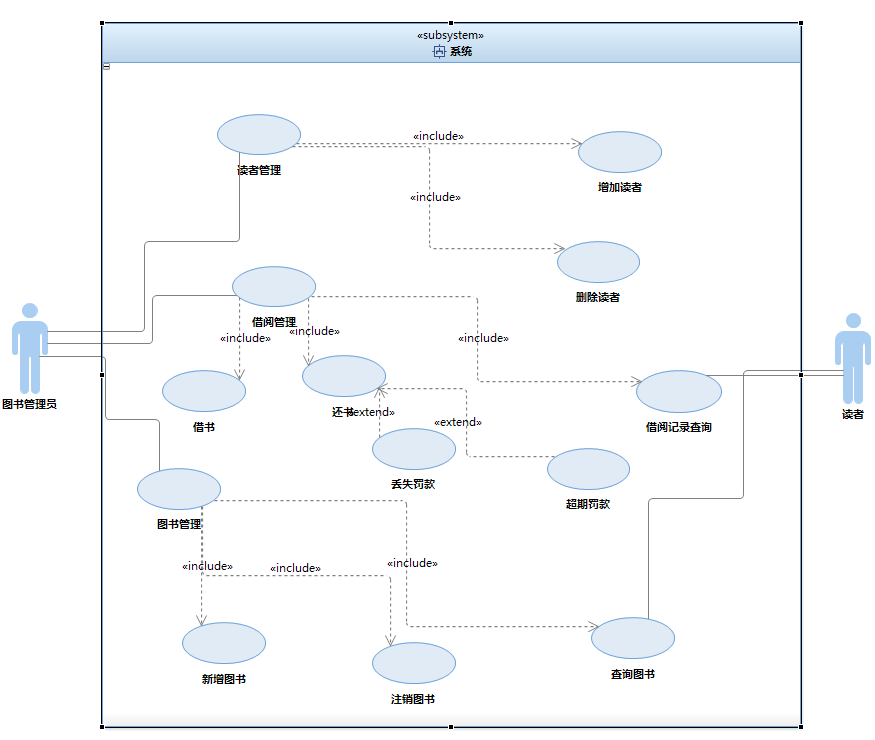 «subsystem»
系统
«include»
读者管理
增加读者
«include»
删除读者
借阅管理
«include»
«include»
«include»
图书管理员
借书
还书
«extend»
«extend»
借阅记录查询
读者
丢失罚款
超期罚款
图书管理
«include»
«include»
«include»
新增图书
注销图书
查询图书